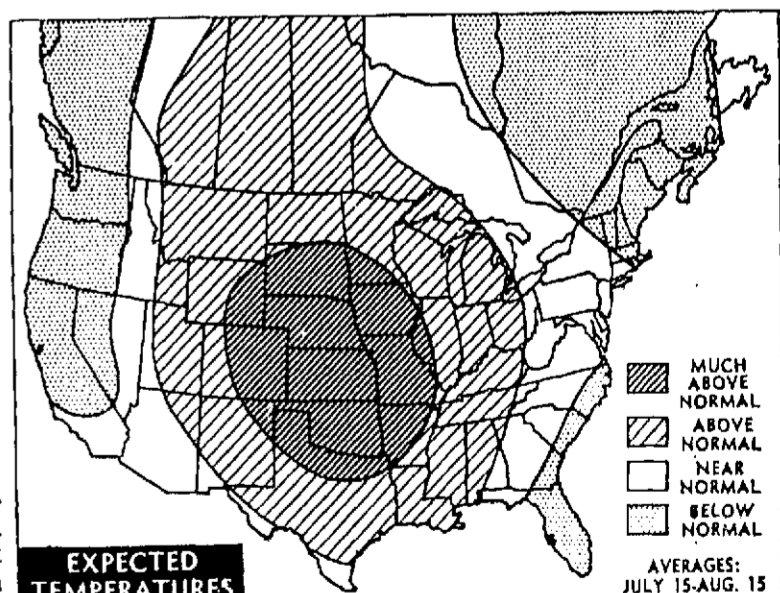 MUCH
ABOVE
NORMAL
ABOVE
NORMAL
NEAR
NORMAL
BELOW
NORMAL
EXPECTED
TEMPERATURES
AVERAGES:
JULY 15-AUG. 15